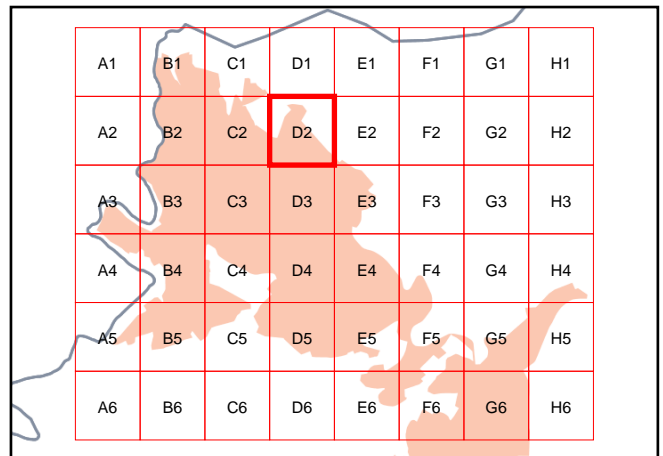 A1 B1 C1 D1 E1 F1 G1 H1
A2 B2 C2 D2 E2 F2 G2 H2
A3 B3 C3 D3 E3 F3 G3 H3
A4 B4 C4 D4 E4 F4 G4 H4
A5 B5 C5 D5 E5 F5 G5 H5
A6 B6 C6 D6 E6 F6 G6 H6